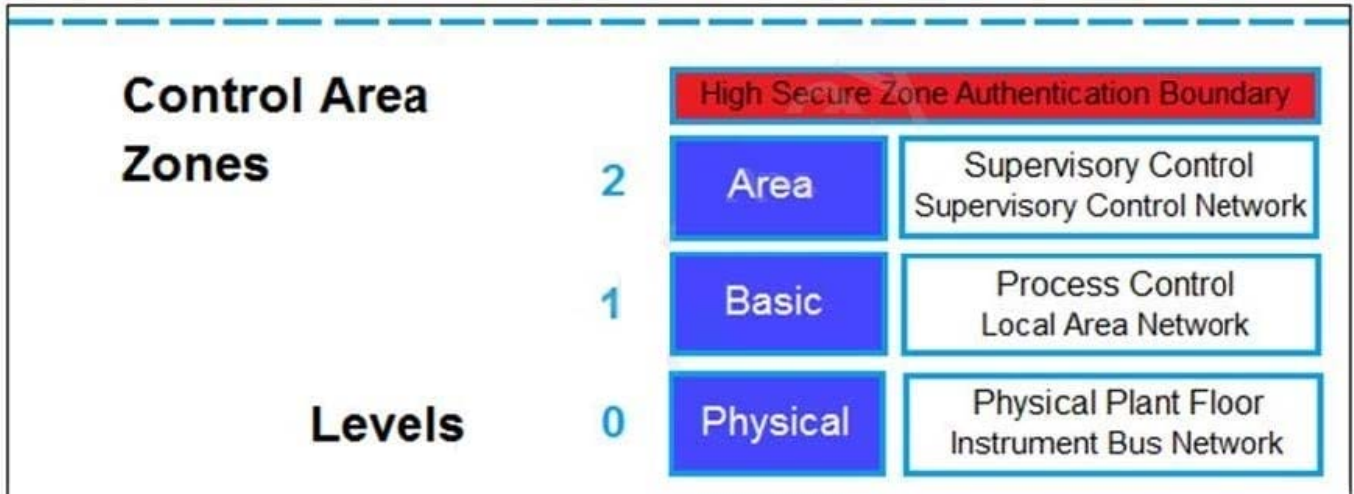 Control Area
Zones
High Secure Zone Authentication Boundary
2
Area
Supervisory Control
Supervisory Control Network
1
Basic
Process Control
Local Area Network
Levels
0
Physical
Physical Plant Floor
Instrument Bus Network